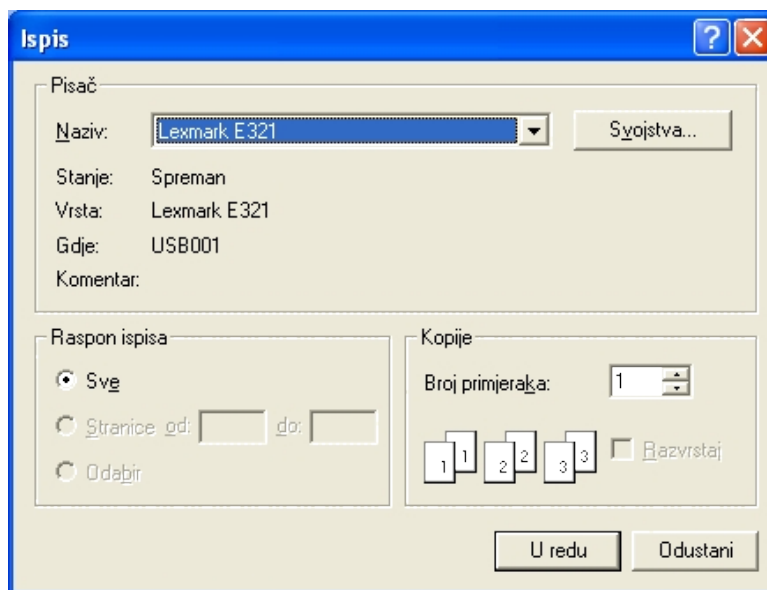 Ispis
Pisač
Naziv: Lexmark E321 Svojstva...
Stanje: Spreman
Vrsta: Lexmark E321
Gdje: USB001
Komentar:
Raspon ispisa
Sve
Stranice od: do:
Odabir
Kopije
Broj primjeraka: 1
1 1 2 2 3 3 Razvrstaj
U redu Odustani